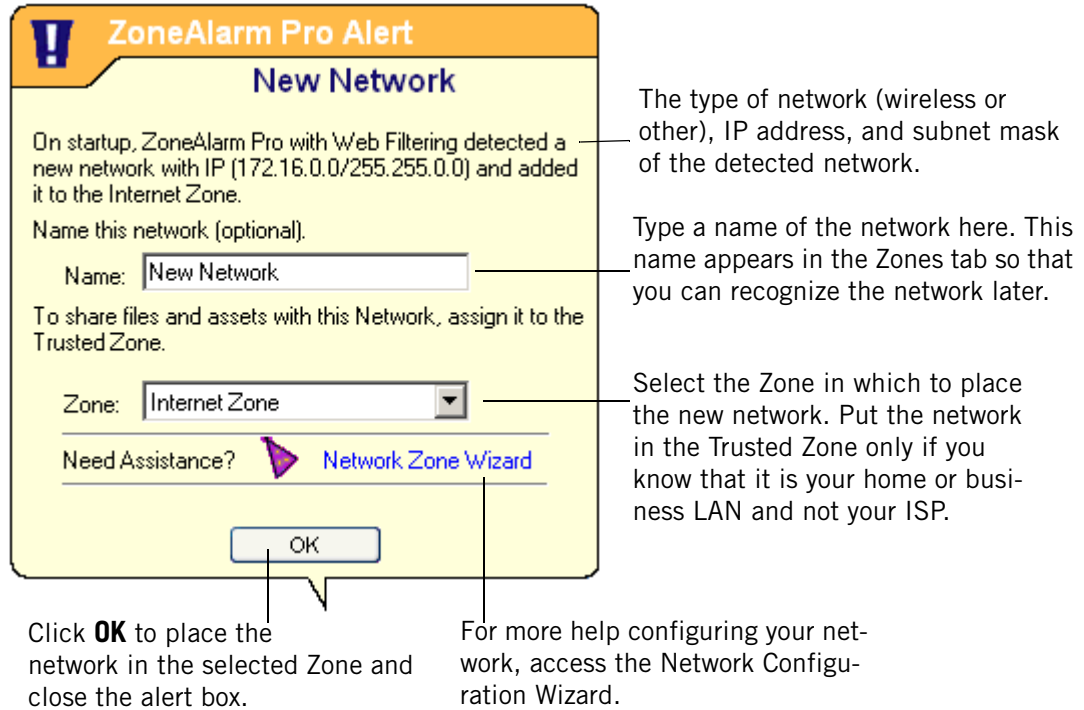 ZoneAlarm Pro Alert
New Network
On startup, ZoneAlarm Pro with Web Filtering detected a
new network with IP (172.16.0.0/255.255.0.0) and added
it to the Internet Zone.
Name this network (optional).
Name: New Network
To share files and assets with this Network, assign it to the
Trusted Zone.
Zone: Internet Zone
Need Assistance? Network Zone Wizard
OK
The type of network (wireless or
other), IP address, and subnet mask
of the detected network.
Type a name of the network here. This
name appears in the Zones tab so that
you can recognize the network later.
Select the Zone in which to place
the new network. Put the network
in the Trusted Zone only if you
know that it is your home or busi-
ness LAN and not your ISP.
Click OK to place the
network in the selected Zone and
close the alert box.
For more help configuring your net-
work, access the Network Configu-
ration Wizard.